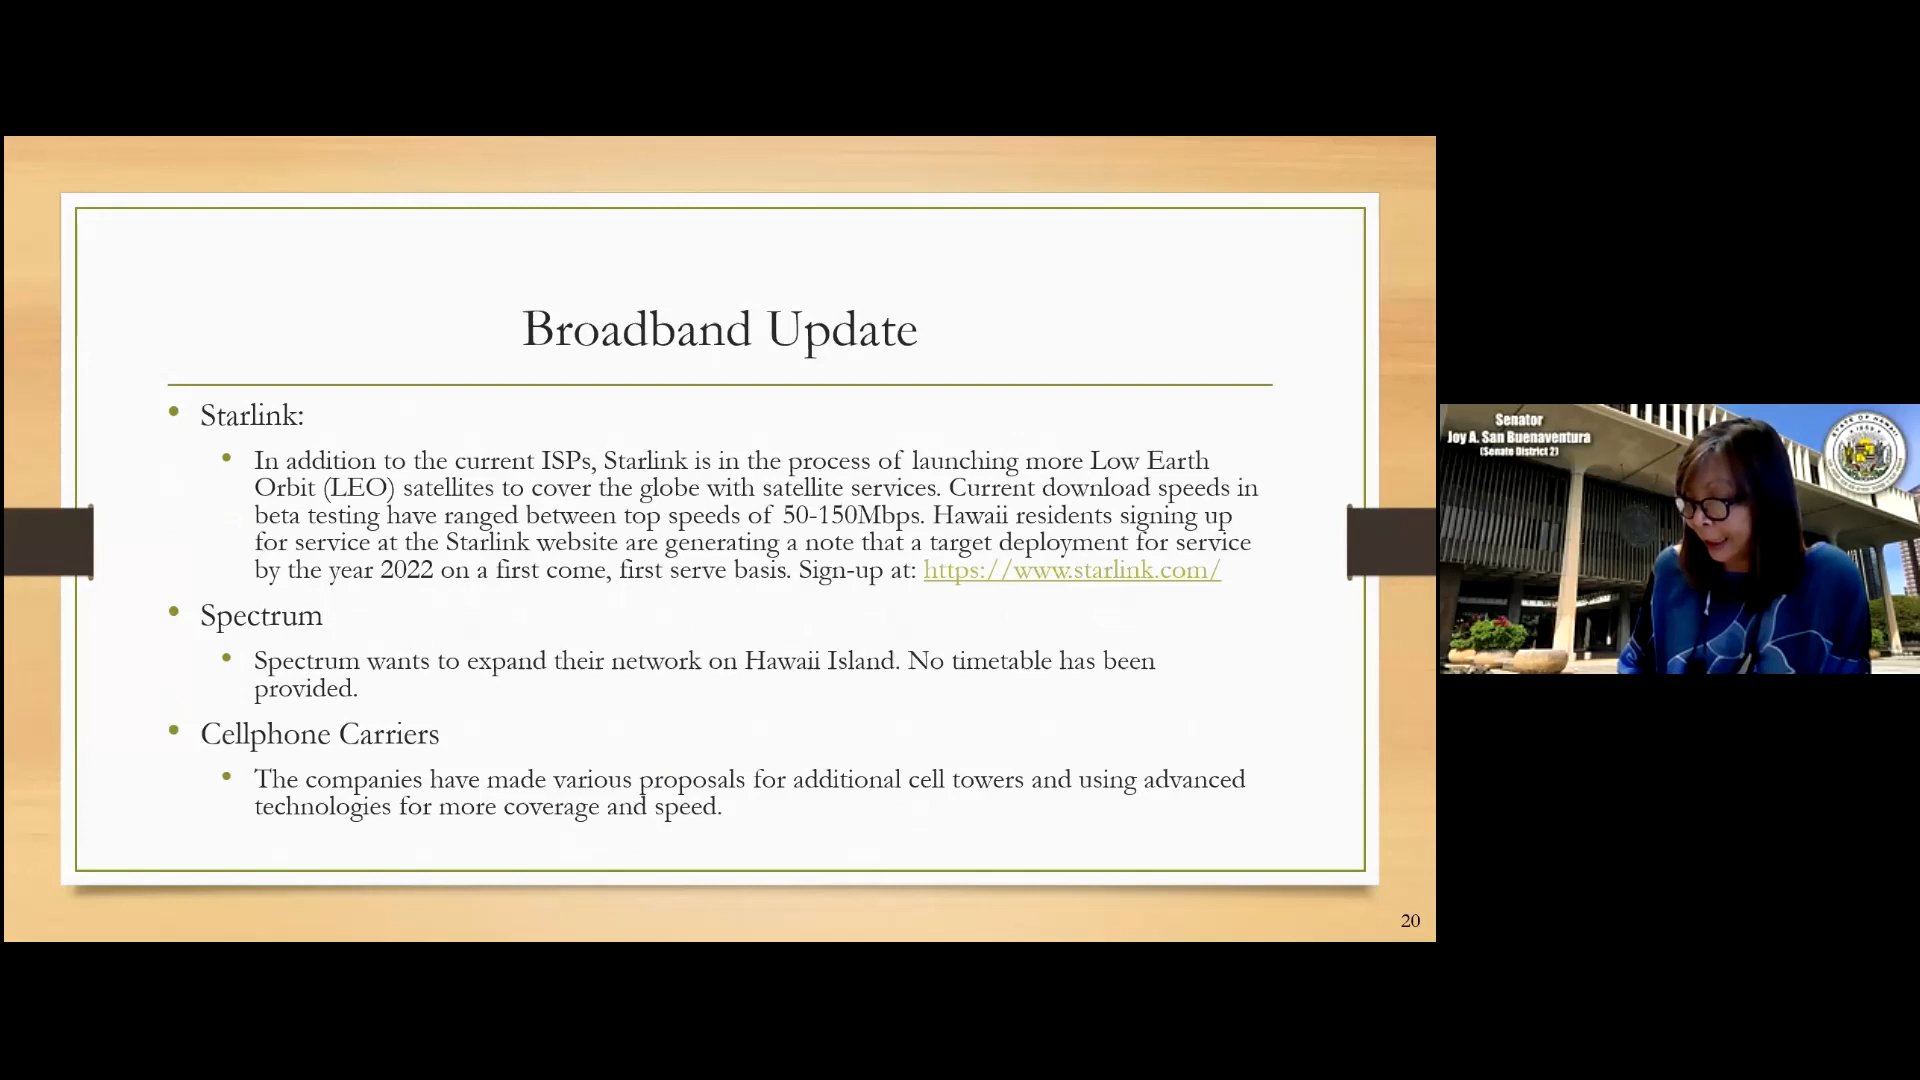 Broadband Update
• Starlink:
• In addition to the current ISPs, Starlink is in the process of launching more Low Earth
Orbit (LEO) satellites to cover the globe with satellite services. Current download speeds in
beta testing have ranged between top speeds of 50-150Mbps. Hawaii residents signing up
for service at the Starlink website are generating a note that a target deployment for service
by the year 2022 on a first come, first serve basis. Sign-up at: https://www.starlink.com/
• Spectrum
• Spectrum wants to expand their network on Hawaii Island. No timetable has been
provided.
• Cellphone Carriers
• The companies have made various proposals for additional cell towers and using advanced
technologies for more coverage and speed.
20
Senator
Joy A. San Buenaventura
(Senate District 2)
STATE OF HAWAII
1959